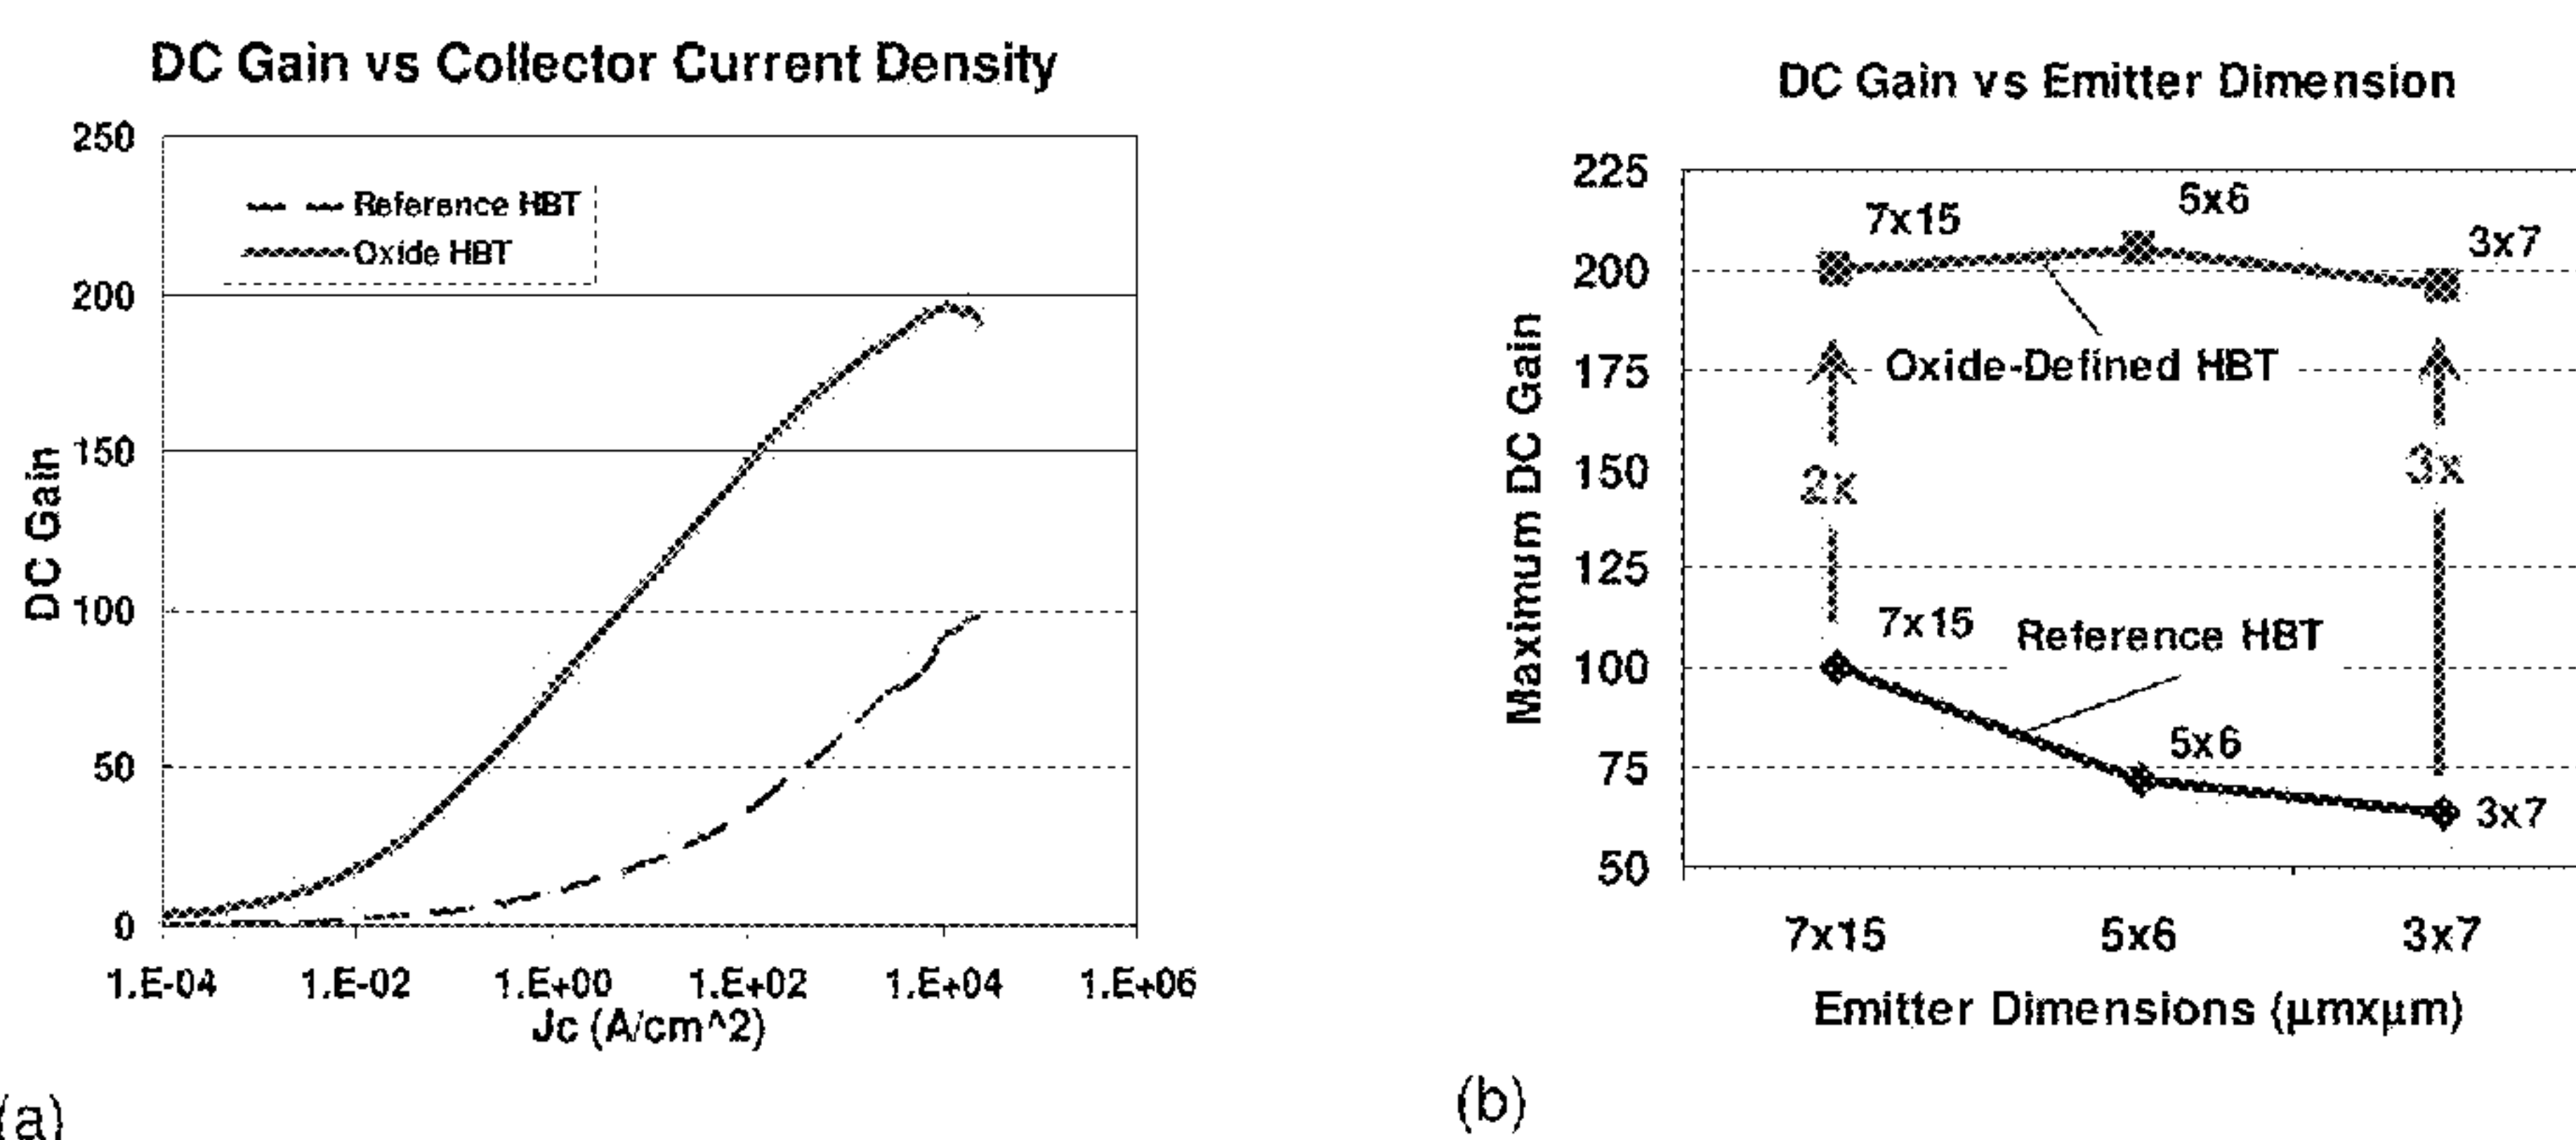 DC Gain vs Collector Current Density
250
200
150
100
50
0
DC Gain
Reference HBT
Oxide HBT
1.E-04 1.E-02 1.E+00 1.E+02 1.E+04 1.E+06
Jc (A/cm^2)
(a)
DC Gain vs Emitter Dimension
225
200
175
150
125
100
75
50
Maximum DC Gain
7x15
5x6
3x7
Oxide-Defined HBT
2x
3x
7x15
Reference HBT
5x6
3x7
7x15 5x6 3x7
Emitter Dimensions (µmxµm)
(b)